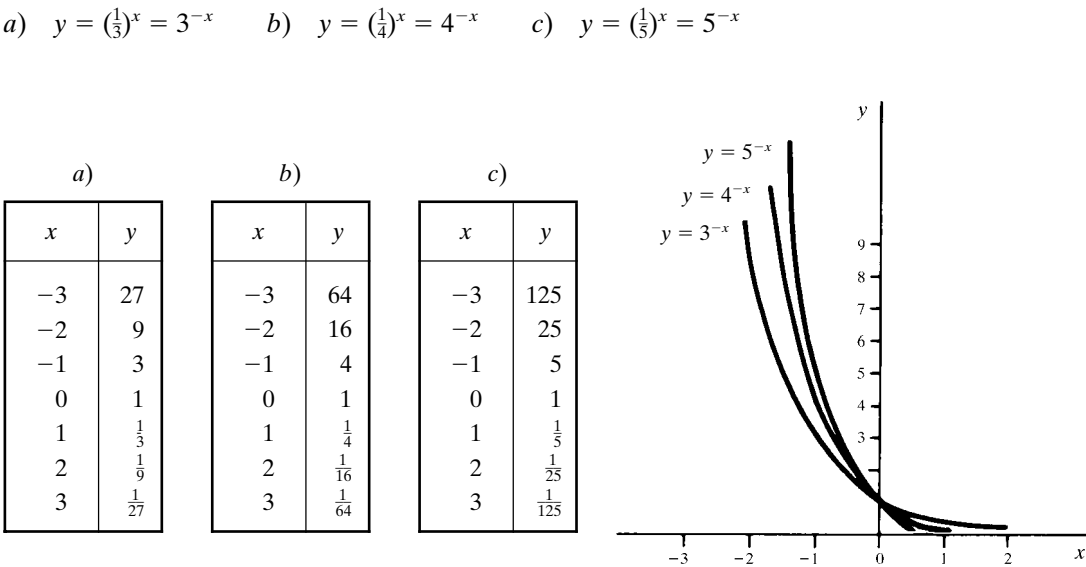 a) y = (1/3)^x = 3^{-x} b) y = (1/4)^x = 4^{-x} c) y = (1/5)^x = 5^{-x}
a)
x y
−3 27
−2 9
−1 3
0 1
1 1/3
2 1/9
3 1/27
b)
x y
−3 64
−2 16
−1 4
0 1
1 1/4
2 1/16
3 1/64
c)
x y
−3 125
−2 25
−1 5
0 1
1 1/5
2 1/25
3 1/125
y
y = 5^{-x}
y = 4^{-x}
y = 3^{-x}
9
8
7
6
5
4
3
−3 −2 −1 0 1 2 x